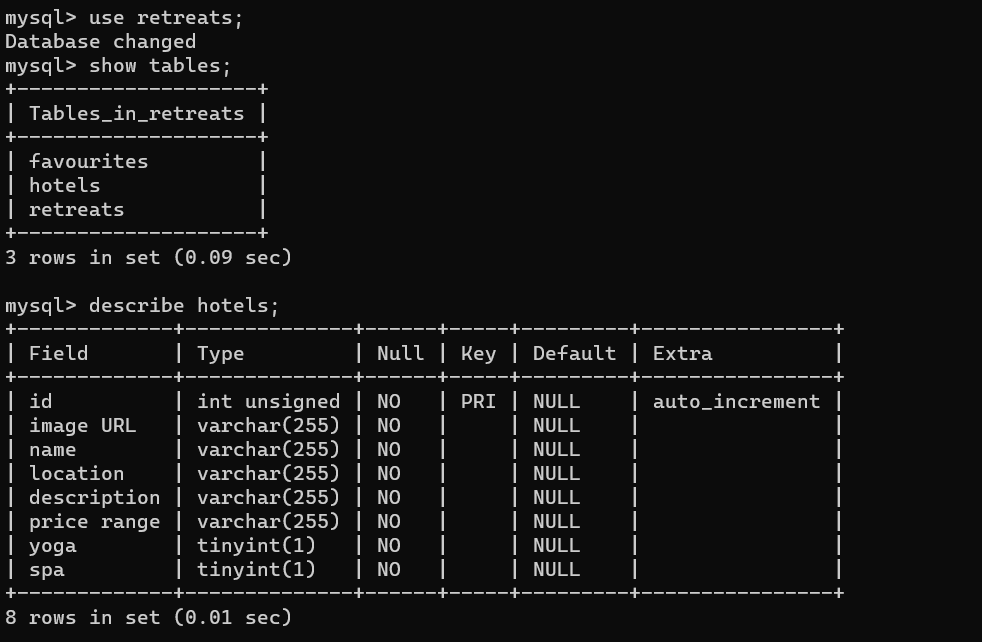 mysql> use retreats;
Database changed
mysql> show tables;
+--------------------+
| Tables_in_retreats |
+--------------------+
| favourites         |
| hotels             |
| retreats           |
+--------------------+
3 rows in set (0.09 sec)

mysql> describe hotels;
+-------------+--------------+------+-----+---------+----------------+
| Field       | Type         | Null | Key | Default | Extra          |
+-------------+--------------+------+-----+---------+----------------+
| id          | int unsigned | NO   | PRI | NULL    | auto_increment |
| image URL   | varchar(255) | NO   |     | NULL    |                |
| name        | varchar(255) | NO   |     | NULL    |                |
| location    | varchar(255) | NO   |     | NULL    |                |
| description | varchar(255) | NO   |     | NULL    |                |
| price range | varchar(255) | NO   |     | NULL    |                |
| yoga        | tinyint(1)   | NO   |     | NULL    |                |
| spa         | tinyint(1)   | NO   |     | NULL    |                |
+-------------+--------------+------+-----+---------+----------------+
8 rows in set (0.01 sec)